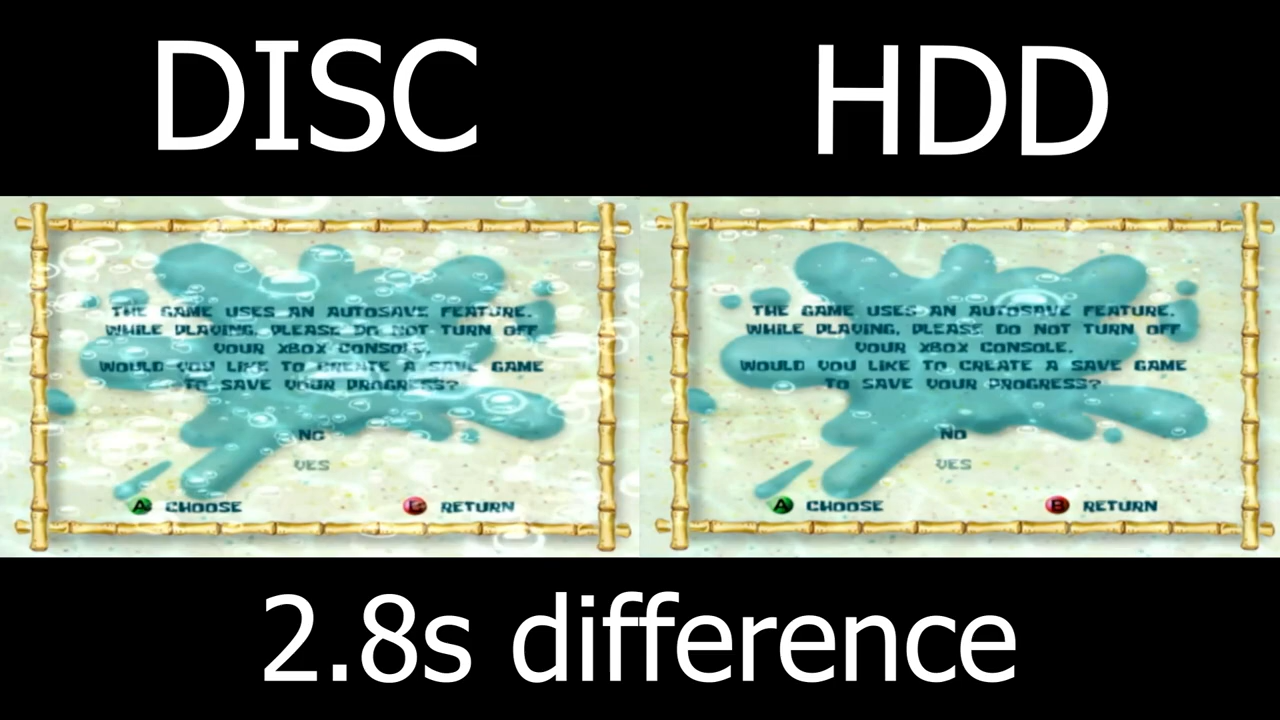 DISC
HDD
THE GAME USES AN AUTOSAVE FEATURE.
WHILE PLAYING, PLEASE DO NOT TURN OFF
YOUR XBOX CONSOLE.
WOULD YOU LIKE TO CREATE A SAVE GAME
TO SAVE YOUR PROGRESS?
NO
YES
A CHOOSE
B RETURN
THE GAME USES AN AUTOSAVE FEATURE.
WHILE PLAYING, PLEASE DO NOT TURN OFF
YOUR XBOX CONSOLE.
WOULD YOU LIKE TO CREATE A SAVE GAME
TO SAVE YOUR PROGRESS?
NO
YES
A CHOOSE
B RETURN
2.8s difference